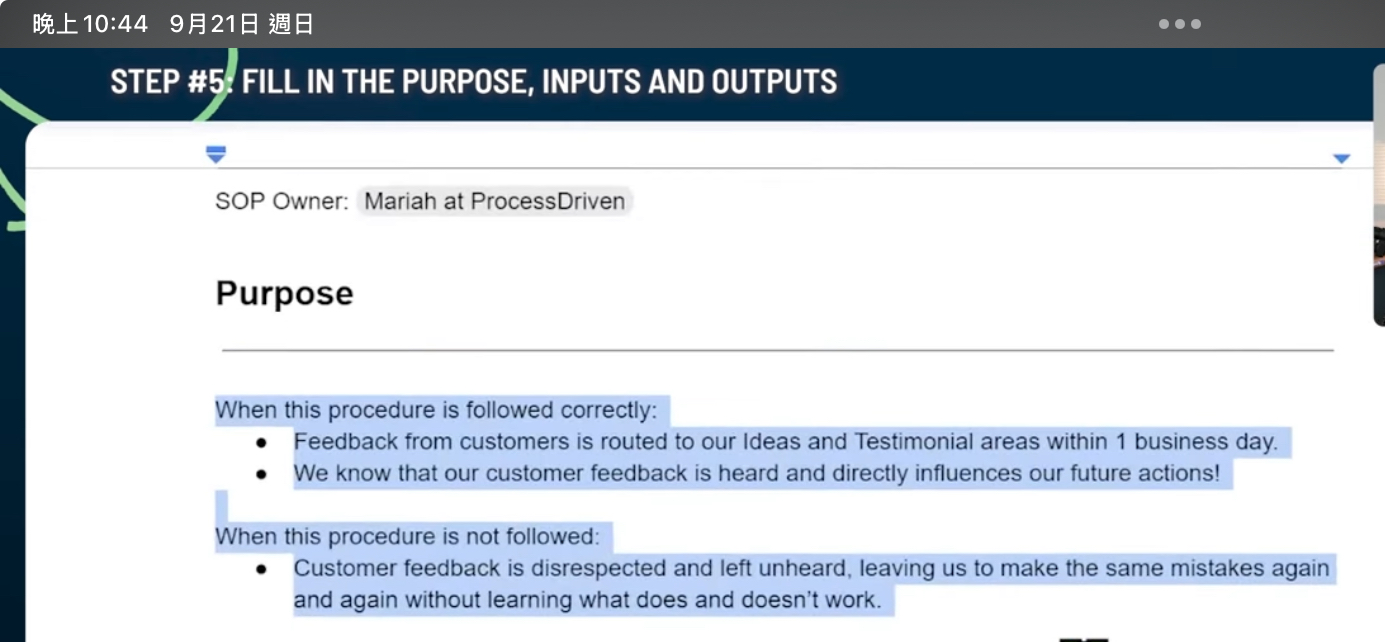 晚上10:44 9月21日 週日
STEP #5: FILL IN THE PURPOSE, INPUTS AND OUTPUTS
SOP Owner: Mariah at ProcessDriven
Purpose
When this procedure is followed correctly:
● Feedback from customers is routed to our Ideas and Testimonial areas within 1 business day.
● We know that our customer feedback is heard and directly influences our future actions!
When this procedure is not followed:
● Customer feedback is disrespected and left unheard, leaving us to make the same mistakes again
and again without learning what does and doesn't work.